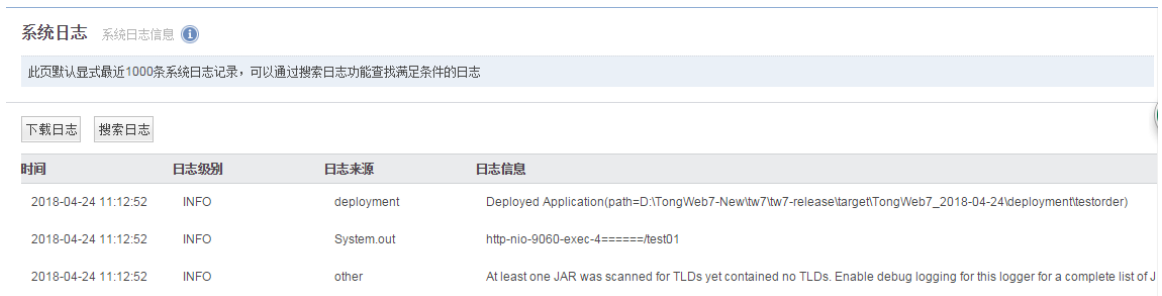 系统日志 系统日志信息 i
此页默认显式最近1000条系统日志记录，可以通过搜索日志功能查找满足条件的日志
下载日志 搜索日志
时间 日志级别 日志来源 日志信息
2018-04-24 11:12:52 INFO deployment Deployed Application(path=D:\TongWeb7-New\tw7\tw7-release\target\TongWeb7_2018-04-24\deployment\testorder)
2018-04-24 11:12:52 INFO System.out http-nio-9060-exec-4======/test01
2018-04-24 11:12:52 INFO other At least one JAR was scanned for TLDs yet contained no TLDs. Enable debug logging for this logger for a complete list of J